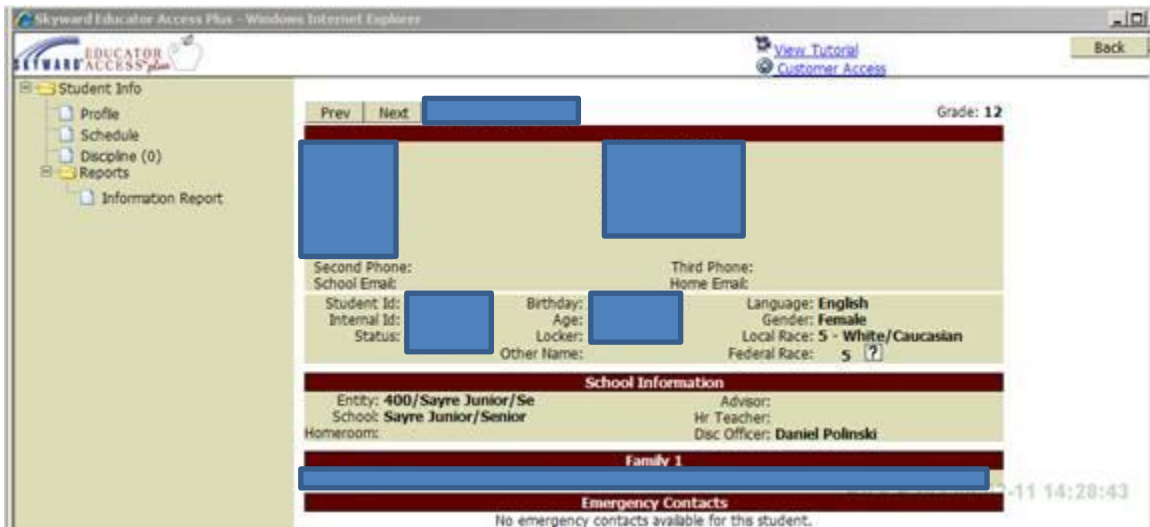 Skyward Educator Access Plus - Windows Internet Explorer
SKYWARD EDUCATOR ACCESS plus
View Tutorial
Customer Access
Back
Student Info
Profile
Schedule
Discipline (0)
Reports
Information Report
Prev Next
Grade: 12
Second Phone: Third Phone:
School Email: Home Email:
Student Id: Birthday: Language: English
Internal Id: Age: Gender: Female
Status: Locker: Local Race: 5 - White/Caucasian
Other Name: Federal Race: 5 ?
School Information
Entity: 400/Sayre Junior/Se Advisor:
School: Sayre Junior/Senior Hr Teacher:
Homeroom: Disc Officer: Daniel Polinski
Family 1
-11 14:28:43
Emergency Contacts
No emergency contacts available for this student.